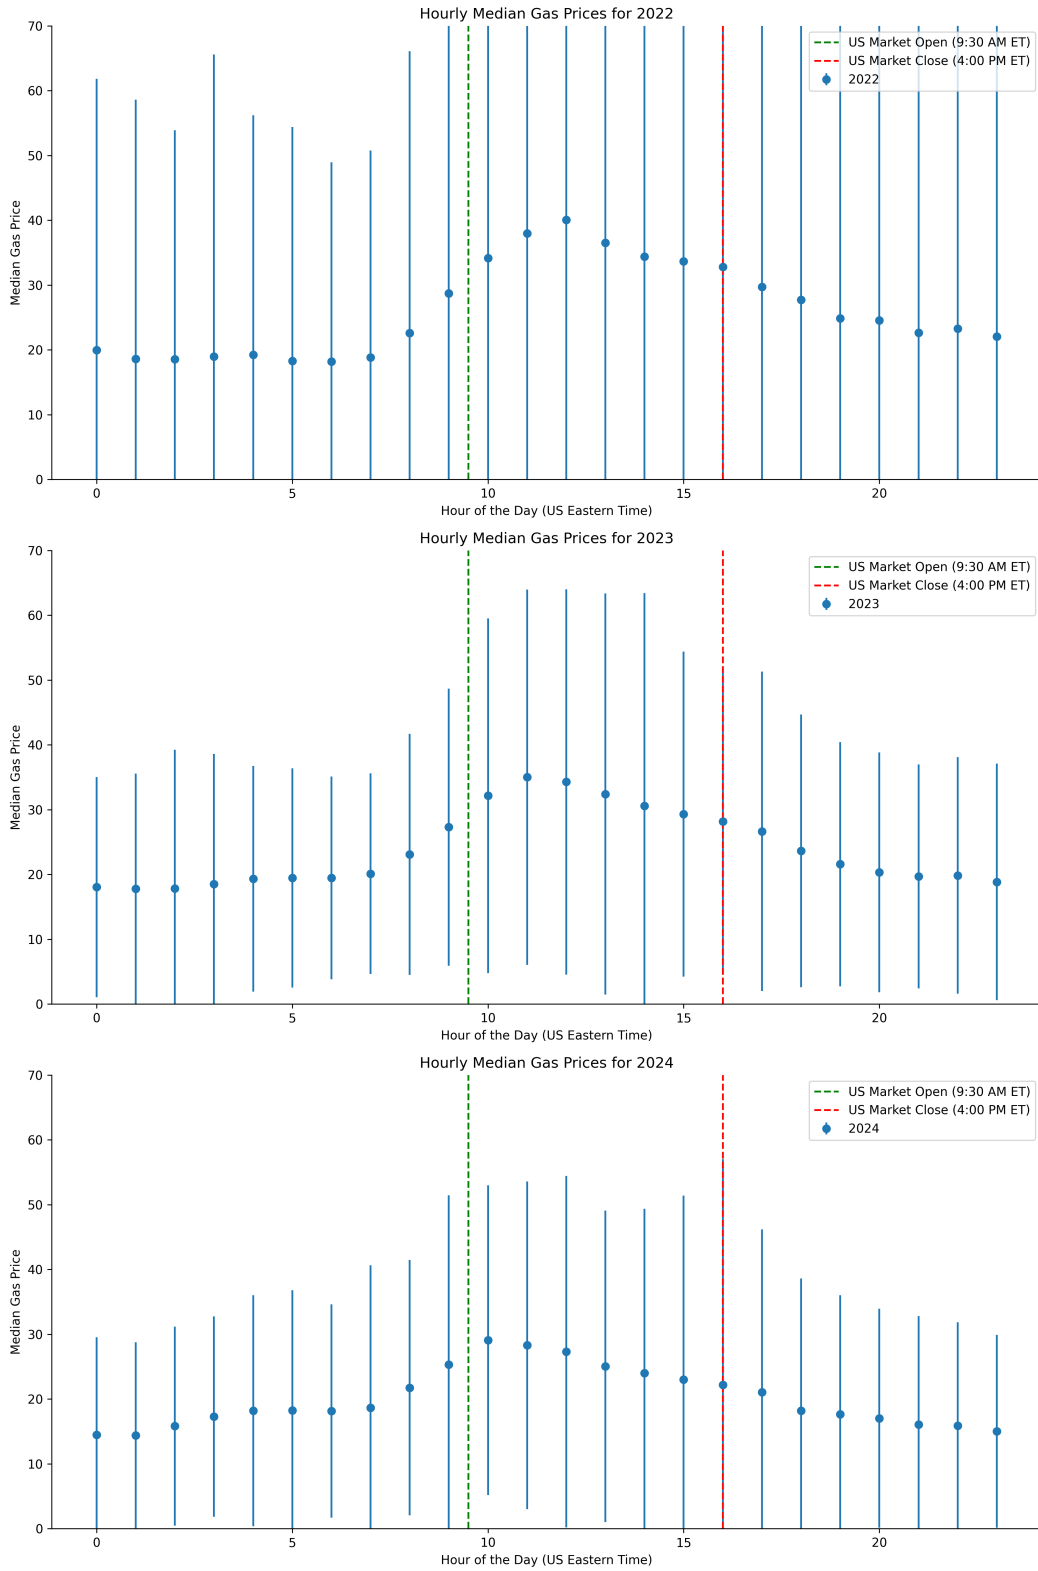 Hourly Median Gas Prices for 2022
US Market Open (9:30 AM ET)
US Market Close (4:00 PM ET)
2022
Median Gas Price
70
60
50
40
30
20
10
0
0 5 10 15 20
Hour of the Day (US Eastern Time)
Hourly Median Gas Prices for 2023
US Market Open (9:30 AM ET)
US Market Close (4:00 PM ET)
2023
Median Gas Price
70
60
50
40
30
20
10
0
0 5 10 15 20
Hour of the Day (US Eastern Time)
Hourly Median Gas Prices for 2024
US Market Open (9:30 AM ET)
US Market Close (4:00 PM ET)
2024
Median Gas Price
70
60
50
40
30
20
10
0
0 5 10 15 20
Hour of the Day (US Eastern Time)